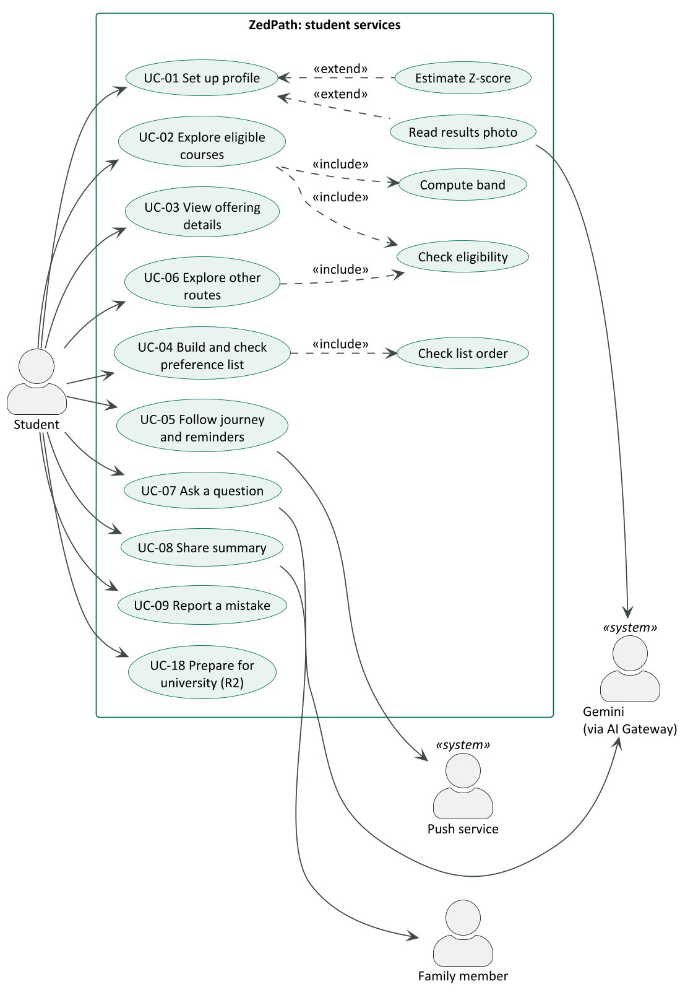 ZedPath: student services
UC-01 Set up profile
«extend»
Estimate Z-score
«extend»
Read results photo
UC-02 Explore eligible
courses
«include»
Compute band
«include»
UC-03 View offering
details
Check eligibility
UC-06 Explore other
routes
«include»
UC-04 Build and check
preference list
«include»
Check list order
Student
UC-05 Follow journey
and reminders
UC-07 Ask a question
UC-08 Share summary
UC-09 Report a mistake
UC-18 Prepare for
university (R2)
«system»
Gemini
(via AI Gateway)
«system»
Push service
Family member